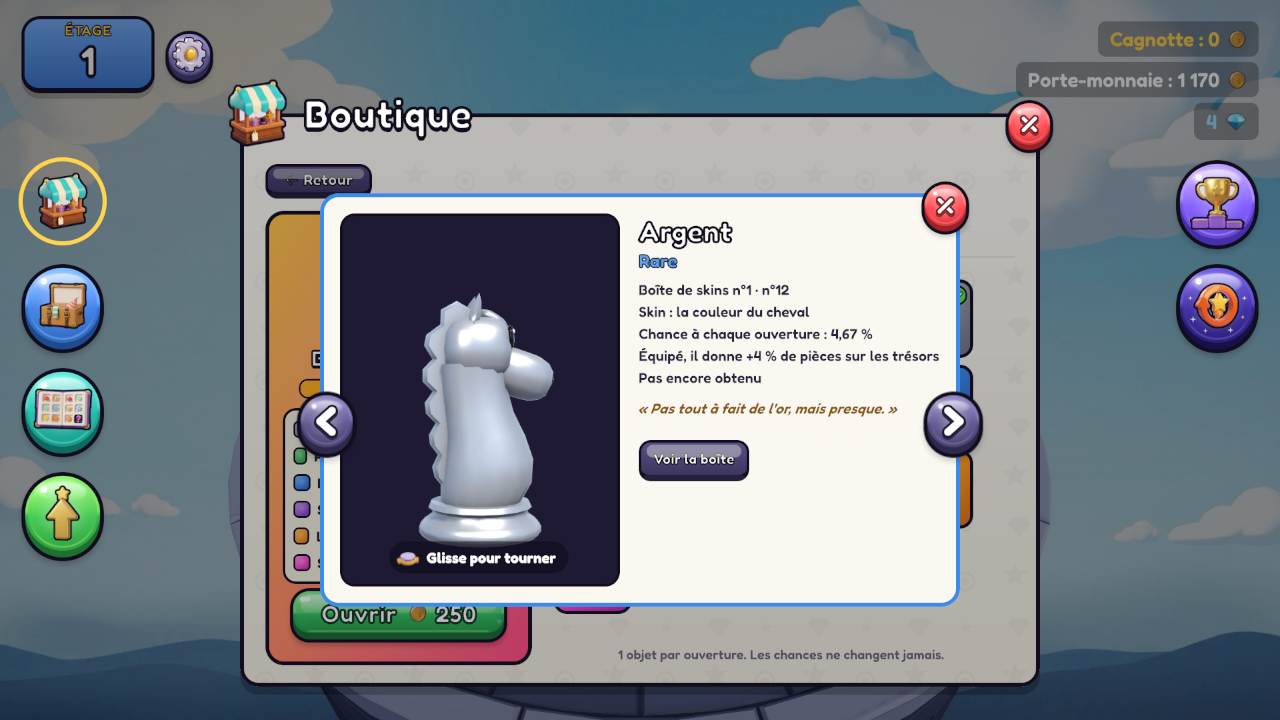 ÉTAGE
1
Cagnotte : 0
Porte-monnaie : 1 170
4
Boutique
← Retour
Argent
Rare
Boîte de skins n°1 · n°12
Skin : la couleur du cheval
Chance à chaque ouverture : 4,67 %
Équipé, il donne +4 % de pièces sur les trésors
Pas encore obtenu
« Pas tout à fait de l'or, mais presque. »
Voir la boîte
Glisse pour tourner
Ouvrir 250
1 objet par ouverture. Les chances ne changent jamais.